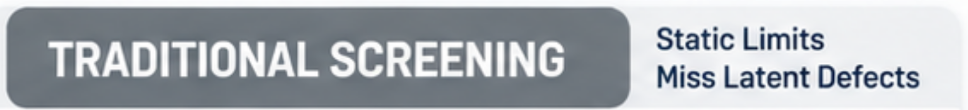 TRADITIONAL SCREENING
Static Limits
Miss Latent Defects